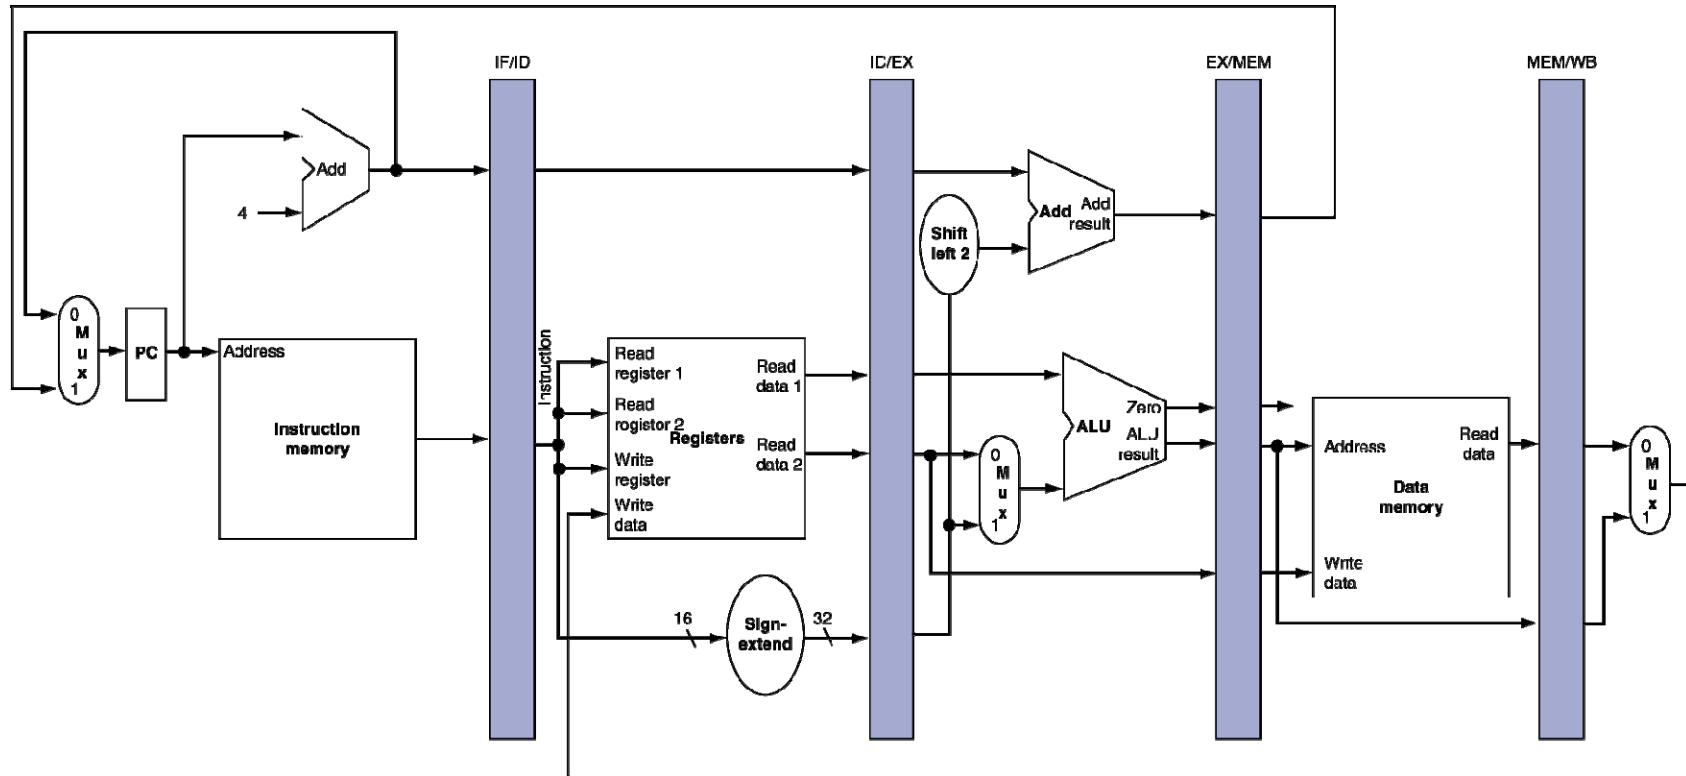 IF/ID
ID/EX
EX/MEM
MEM/WB
Add
4
Add
Add
result
Shift
left 2
0
M
u
x
1
PC
Address
Instruction
memory
Instruction
Read
register 1
Read
rogistor 2
Registers
Write
register
Write
data
Read
data 1
Read
data 2
16
Sign-
extend
32
0
M
u
x
1
Zero
ALU
ALJ
result
Address
Read
data
Data
memory
Write
data
0
M
u
x
1